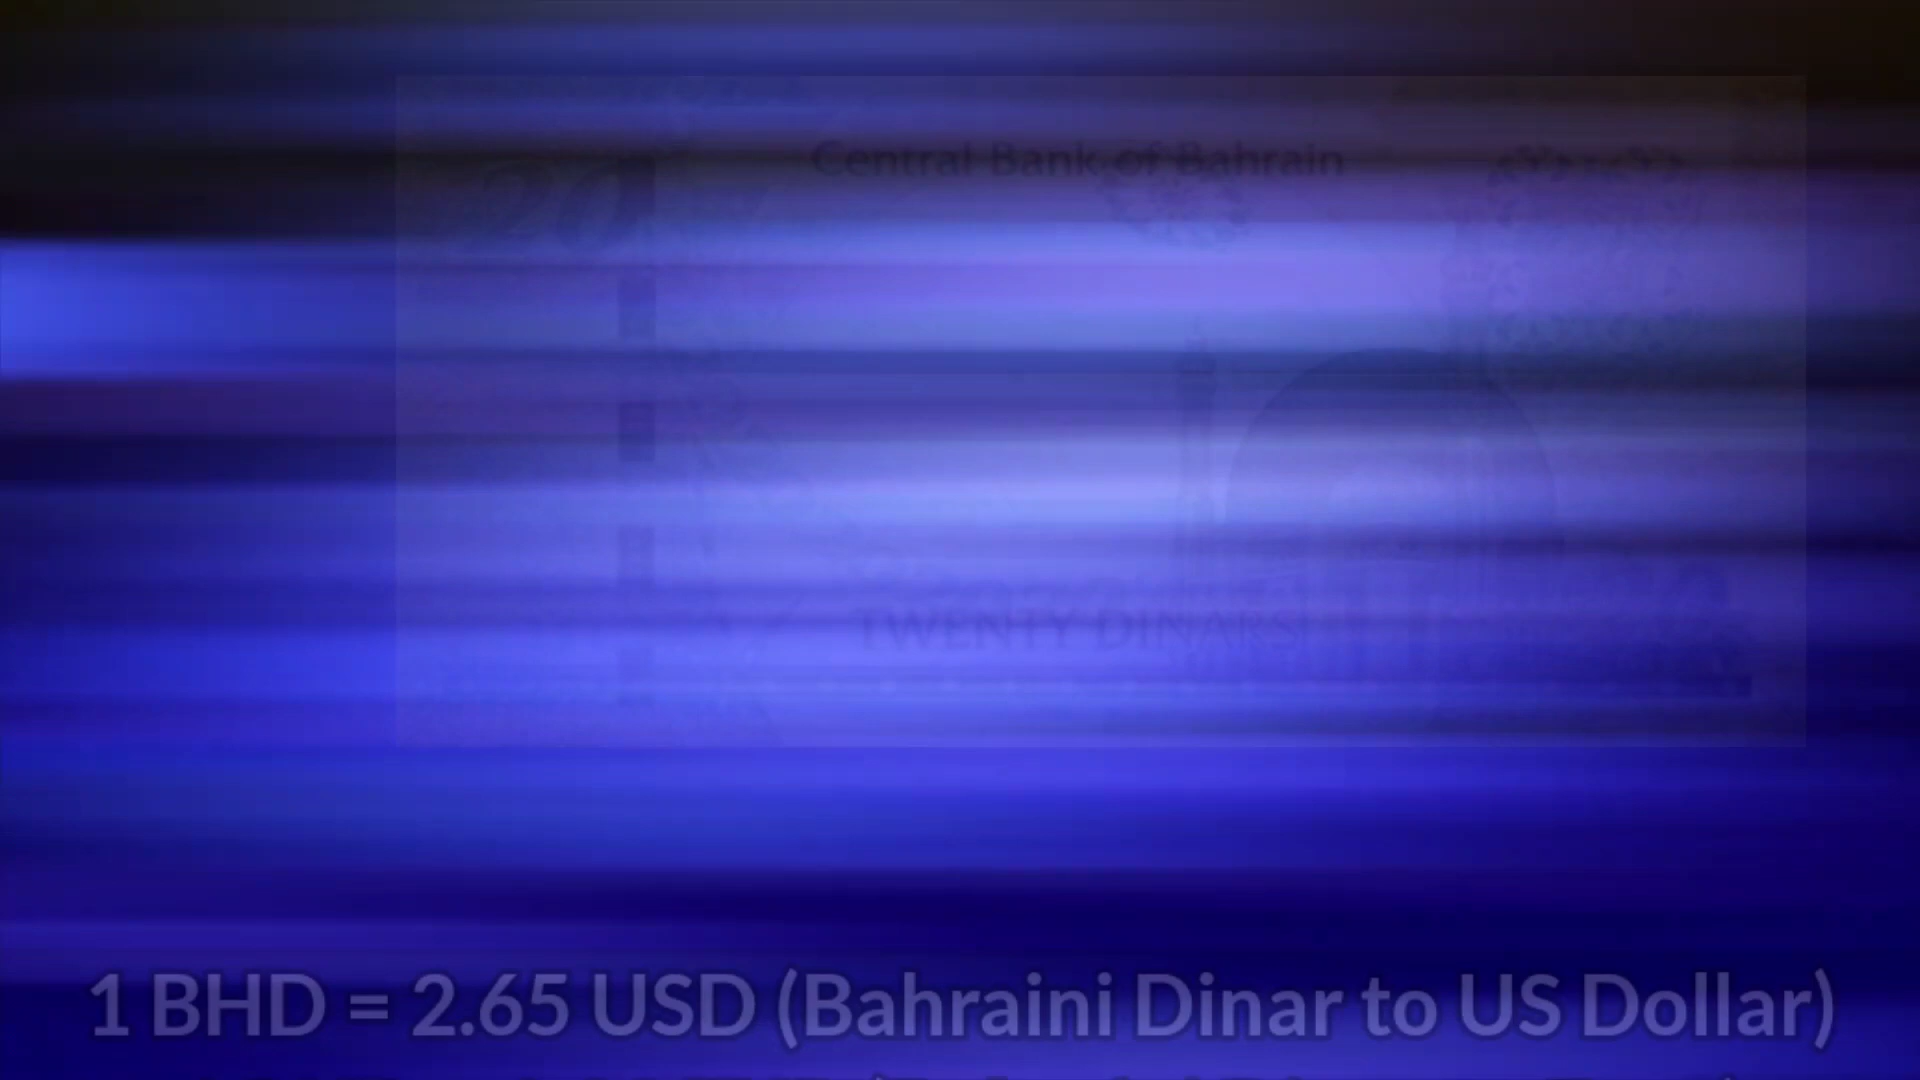 Central Bank of Bahrain
20
TWENTY DINARS
1 BHD = 2.65 USD (Bahraini Dinar to US Dollar)